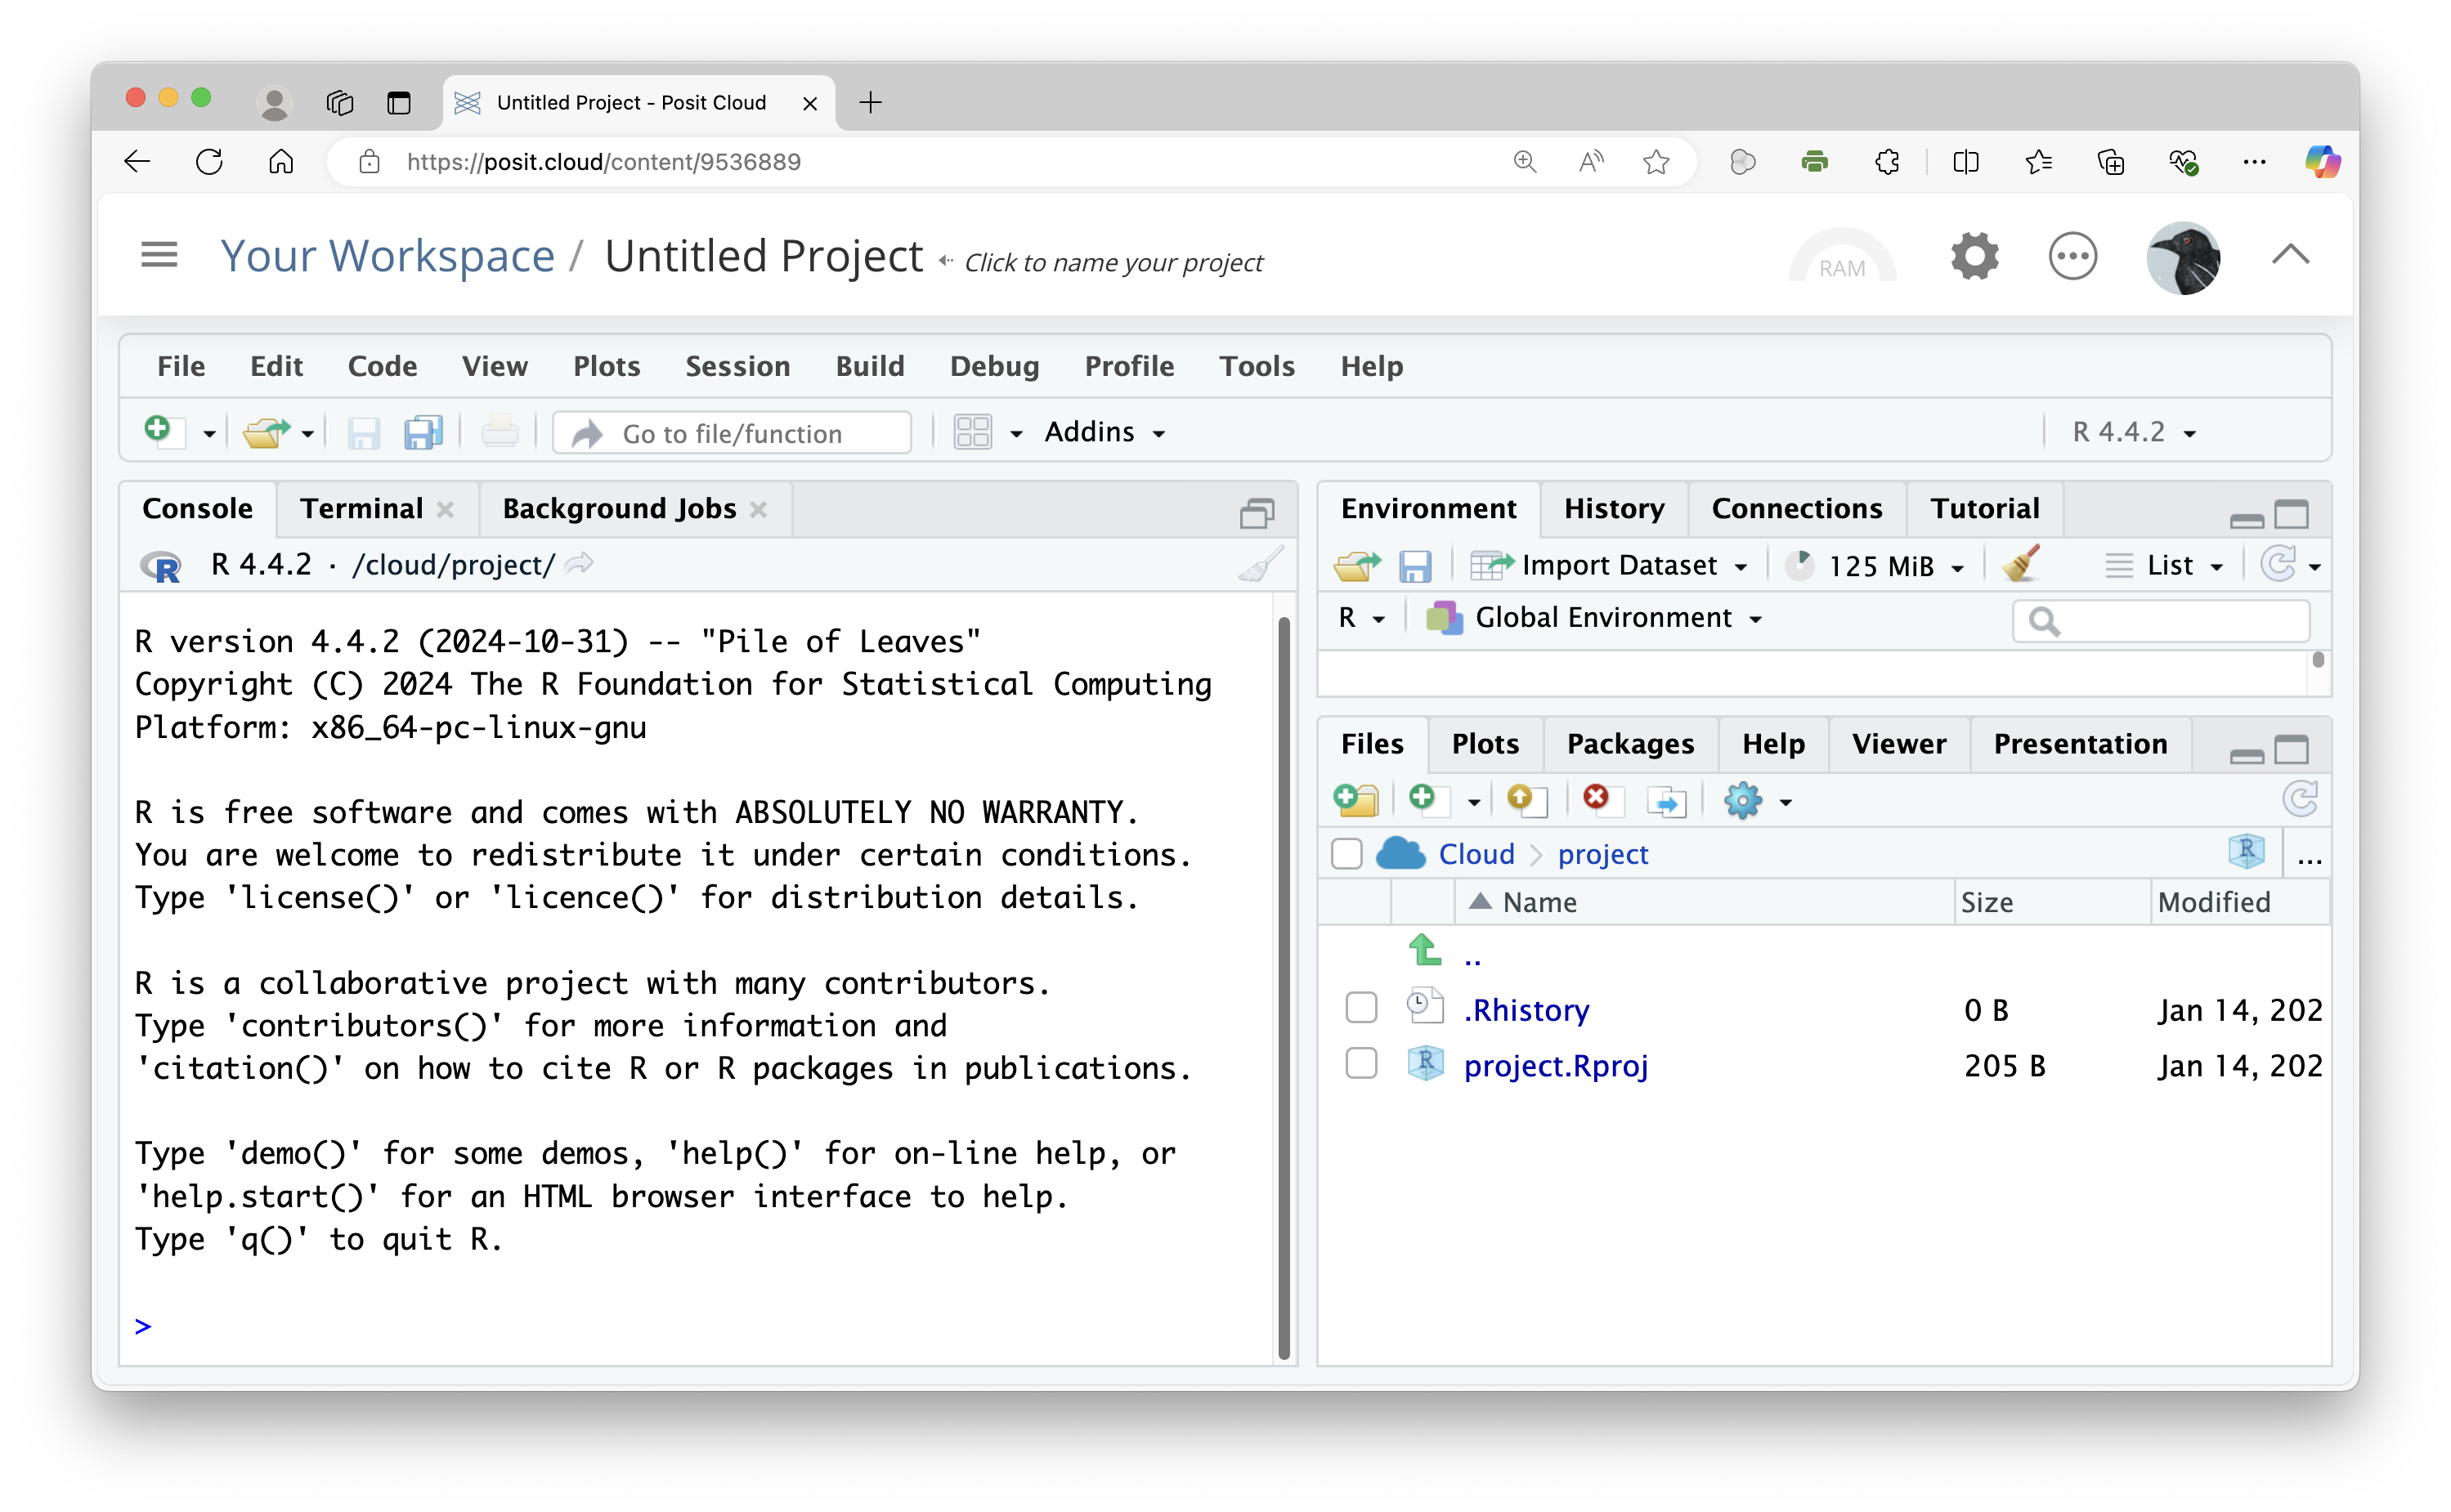 Untitled Project - Posit Cloud
https://posit.cloud/content/9536889
Your Workspace / Untitled Project Click to name your project
RAM
File Edit Code View Plots Session Build Debug Profile Tools Help
Go to file/function Addins R 4.4.2
Console Terminal Background Jobs
R 4.4.2 · /cloud/project/
R version 4.4.2 (2024-10-31) -- "Pile of Leaves"
Copyright (C) 2024 The R Foundation for Statistical Computing
Platform: x86_64-pc-linux-gnu
R is free software and comes with ABSOLUTELY NO WARRANTY.
You are welcome to redistribute it under certain conditions.
Type 'license()' or 'licence()' for distribution details.
R is a collaborative project with many contributors.
Type 'contributors()' for more information and
'citation()' on how to cite R or R packages in publications.
Type 'demo()' for some demos, 'help()' for on-line help, or
'help.start()' for an HTML browser interface to help.
Type 'q()' to quit R.
>
Environment History Connections Tutorial
Import Dataset 125 MiB List
R Global Environment
Files Plots Packages Help Viewer Presentation
Cloud project ...
Name Size Modified
..
.Rhistory 0 B Jan 14, 202
project.Rproj 205 B Jan 14, 202